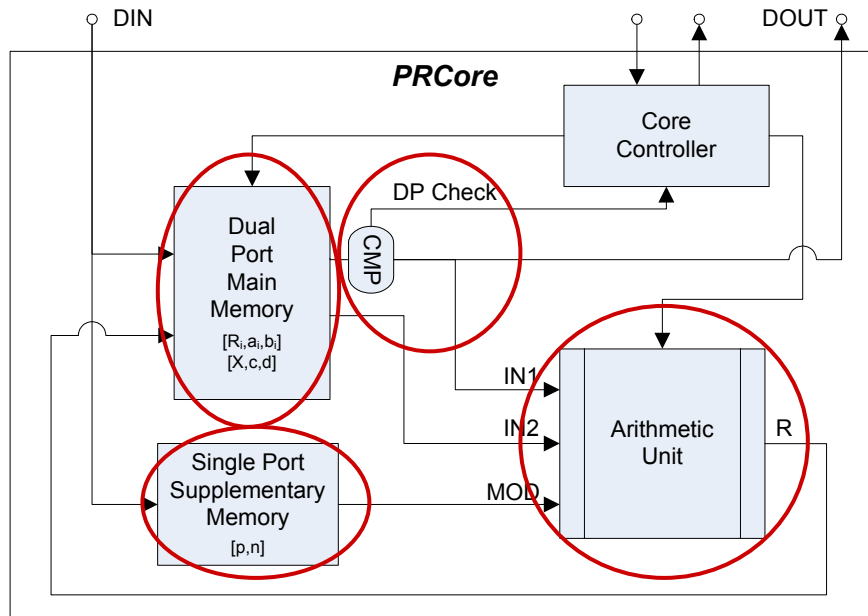 DIN
DOUT
PRCore
Core
Controller
DP Check
Dual
Port
Main
Memory
[Rᵢ,aᵢ,bᵢ]
[X,c,d]
CMP
IN1
IN2
MOD
Arithmetic
Unit
R
Single Port
Supplementary
Memory
[p,n]